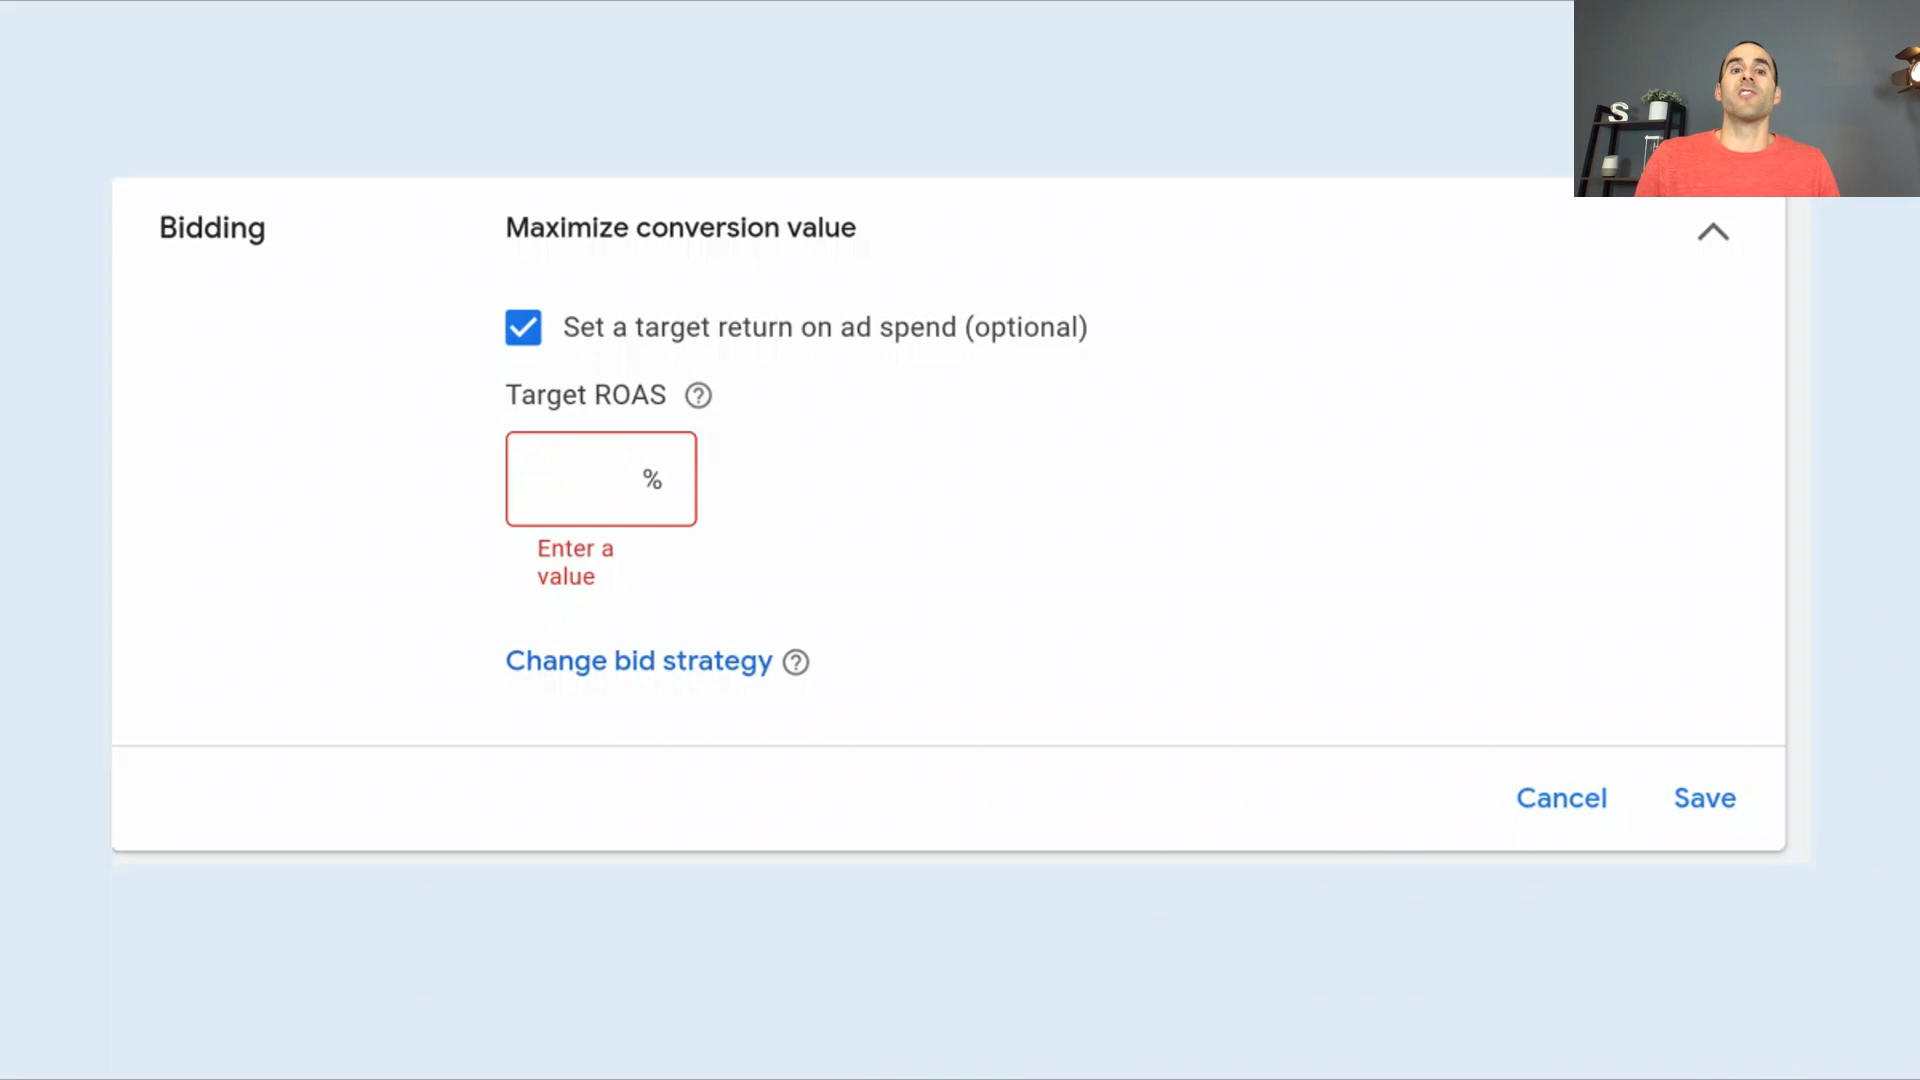 Bidding
Maximize conversion value
Set a target return on ad spend (optional)
Target ROAS
%
Enter a
value
Change bid strategy
Cancel
Save
S